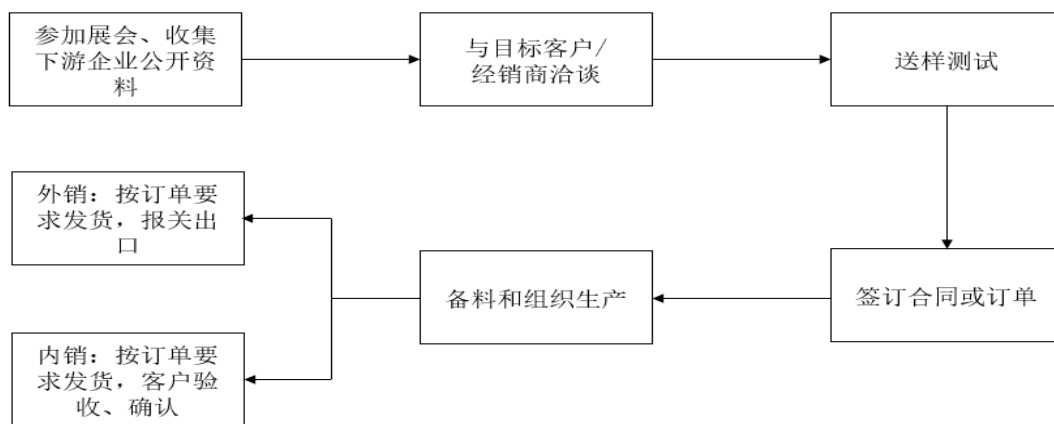 参加展会、收集
下游企业公开资
料
与目标客户/
经销商洽谈
送样测试
签订合同或订单
备料和组织生产
外销：按订单要
求发货，报关出
口
内销：按订单要
求发货，客户验
收、确认